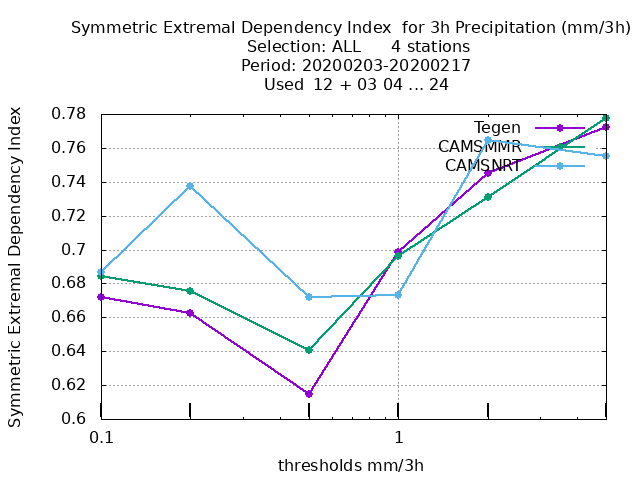 Symmetric Extremal Dependency Index  for 3h Precipitation (mm/3h)
Selection: ALL      4 stations
Period: 20200203-20200217
Used  12 + 03 04 ... 24
Symmetric Extremal Dependency Index
0.78
0.76
0.74
0.72
0.7
0.68
0.66
0.64
0.62
0.6
Tegen
CAMSMMR
CAMSNRT
0.1
1
thresholds mm/3h